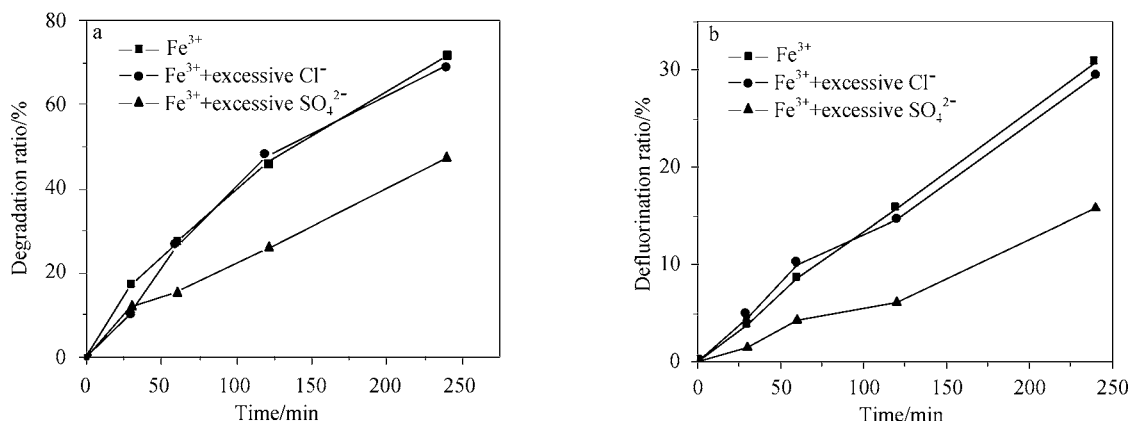 a
Fe³⁺
Fe³⁺+excessive Cl⁻
Fe³⁺+excessive SO₄²⁻
Degradation ratio/%
80
60
40
20
0
0 50 100 150 200 250
Time/min
b
Fe³⁺
Fe³⁺+excessive Cl⁻
Fe³⁺+excessive SO₄²⁻
Defluorination ratio/%
30
20
10
0
0 50 100 150 200 250
Time/min